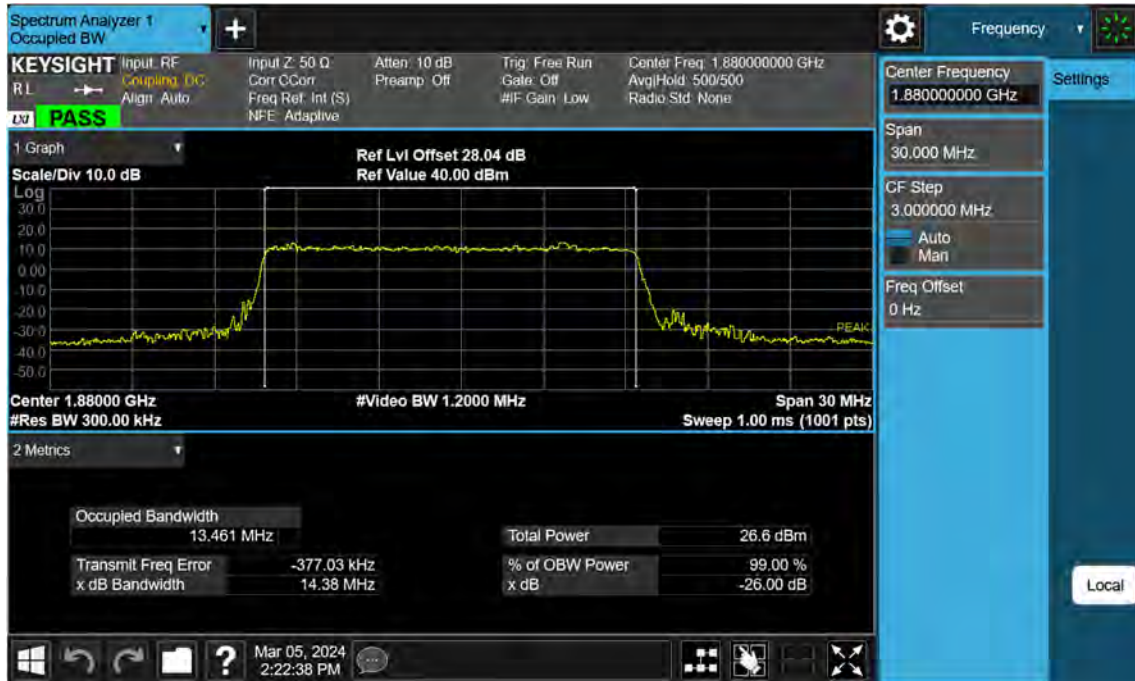 Spectrum Analyzer 1
Occupied BW
+
Frequency
KEYSIGHT
R L
LXI
PASS
Input: RF
Coupling: DC
Align: Auto
Input Z: 50 Ω
Corr CCorr
Freq Ref: Int (S)
NFE: Adaptive
Atten: 10 dB
Preamp: Off
Trig: Free Run
Gate: Off
#IF Gain: Low
Center Freq: 1.880000000 GHz
Avg|Hold: 500/500
Radio Std: None
Center Frequency
1.880000000 GHz
Settings
Span
30.000 MHz
CF Step
3.000000 MHz
Auto
Man
Freq Offset
0 Hz
Local
1 Graph
Scale/Div 10.0 dB
Ref Lvl Offset 28.04 dB
Ref Value 40.00 dBm
Log
30.0
20.0
10.0
0.00
-10.0
-20.0
-30.0
-40.0
-50.0
PEAK
Center 1.88000 GHz
#Video BW 1.2000 MHz
Span 30 MHz
#Res BW 300.00 kHz
Sweep 1.00 ms (1001 pts)
2 Metrics
Occupied Bandwidth
13.461 MHz
Total Power 26.6 dBm
Transmit Freq Error -377.03 kHz
% of OBW Power 99.00 %
x dB Bandwidth 14.38 MHz
x dB -26.00 dB
?
Mar 05, 2024
2:22:38 PM